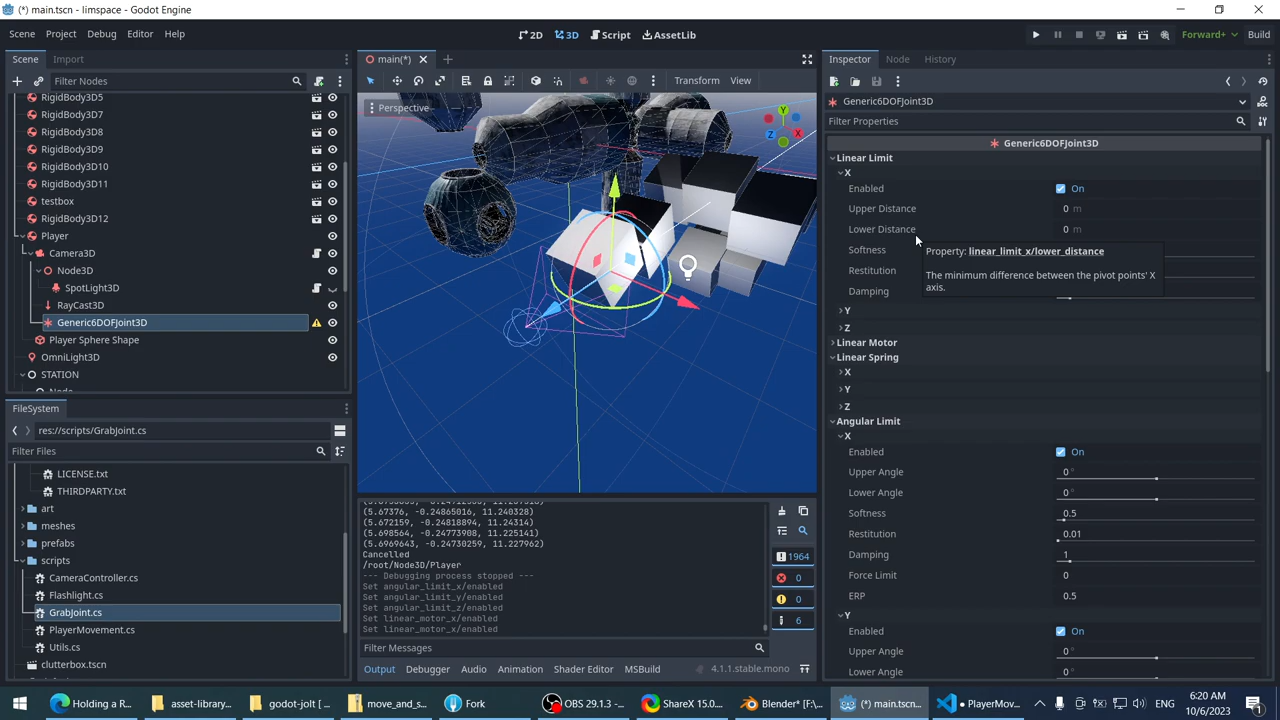 (*) main.tscn - limspace - Godot Engine
Scene Project Debug Editor Help
2D 3D Script AssetLib
Forward+ Build
Scene Import
Filter Nodes
RigidBody3D5
RigidBody3D7
RigidBody3D8
RigidBody3D9
RigidBody3D10
RigidBody3D11
testbox
RigidBody3D12
Player
Camera3D
Node3D
SpotLight3D
RayCast3D
Generic6DOFJoint3D
Player Sphere Shape
OmniLight3D
STATION
FileSystem
res://scripts/GrabJoint.cs
Filter Files
LICENSE.txt
THIRDPARTY.txt
art
meshes
prefabs
scripts
CameraController.cs
Flashlight.cs
GrabJoint.cs
PlayerMovement.cs
Utils.cs
clutterbox.tscn
main(*)
Transform View
Perspective
Y
X
Z
(5.672159, -0.24818894, 11.24314)
(5.698564, -0.24773908, 11.225141)
(5.6969643, -0.24730259, 11.227962)
Cancelled
/root/Node3D/Player
--- Debugging process stopped ---
Set angular_limit_x/enabled
Set angular_limit_y/enabled
Set angular_limit_z/enabled
Set linear_limit_x/enabled
Set linear_motor_x/enabled
1964
0
0
6
Filter Messages
Output Debugger Audio Animation Shader Editor MSBuild 4.1.1.stable.mono
Inspector Node History
Generic6DOFJoint3D
Filter Properties
Generic6DOFJoint3D
Linear Limit
X
Enabled On
Upper Distance 0 m
Lower Distance 0 m
Softness
Restitution
Damping
Property: linear_limit_x/lower_distance
The minimum difference between the pivot points' X
axis.
Y
Z
Linear Motor
Linear Spring
X
Y
Z
Angular Limit
X
Enabled On
Upper Angle 0 °
Lower Angle 0 °
Softness 0.5
Restitution 0.01
Damping 1
Force Limit 0
ERP 0.5
Y
Enabled On
Upper Angle 0 °
Lower Angle 0 °
Holding a R...
asset-library...
godot-jolt [ ...
move_and_s...
Fork
OBS 29.1.3 -...
ShareX 15.0....
Blender* [F:\...
(*) main.tsc...
● PlayerMov...
ENG
6:20 AM
10/6/2023
1